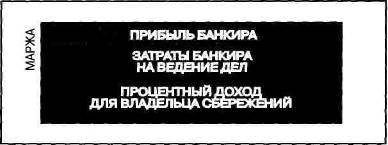 МАРЖА
ПРИБЫЛЬ БАНКИРА
ЗАТРАТЫ БАНКИРА
НА ВЕДЕНИЕ ДЕЛ
ПРОЦЕНТНЫЙ ДОХОД
ДЛЯ ВЛАДЕЛЬЦА СБЕРЕЖЕНИЙ